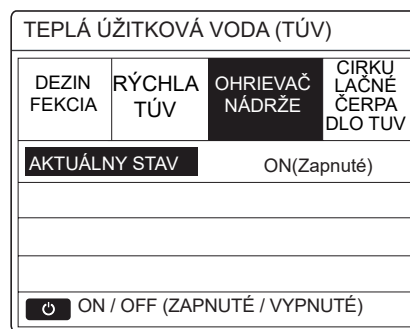 TEPLÁ ÚŽITKOVÁ VODA (TÚV)
DEZIN
FEKCIA
RÝCHLA
TÚV
OHRIEVAČ
NÁDRŽE
CIRKU
LAČNÉ
ČERPA
DLO TUV
AKTUÁLNY STAV ON(Zapnuté)
ON / OFF (ZAPNUTÉ / VYPNUTÉ)